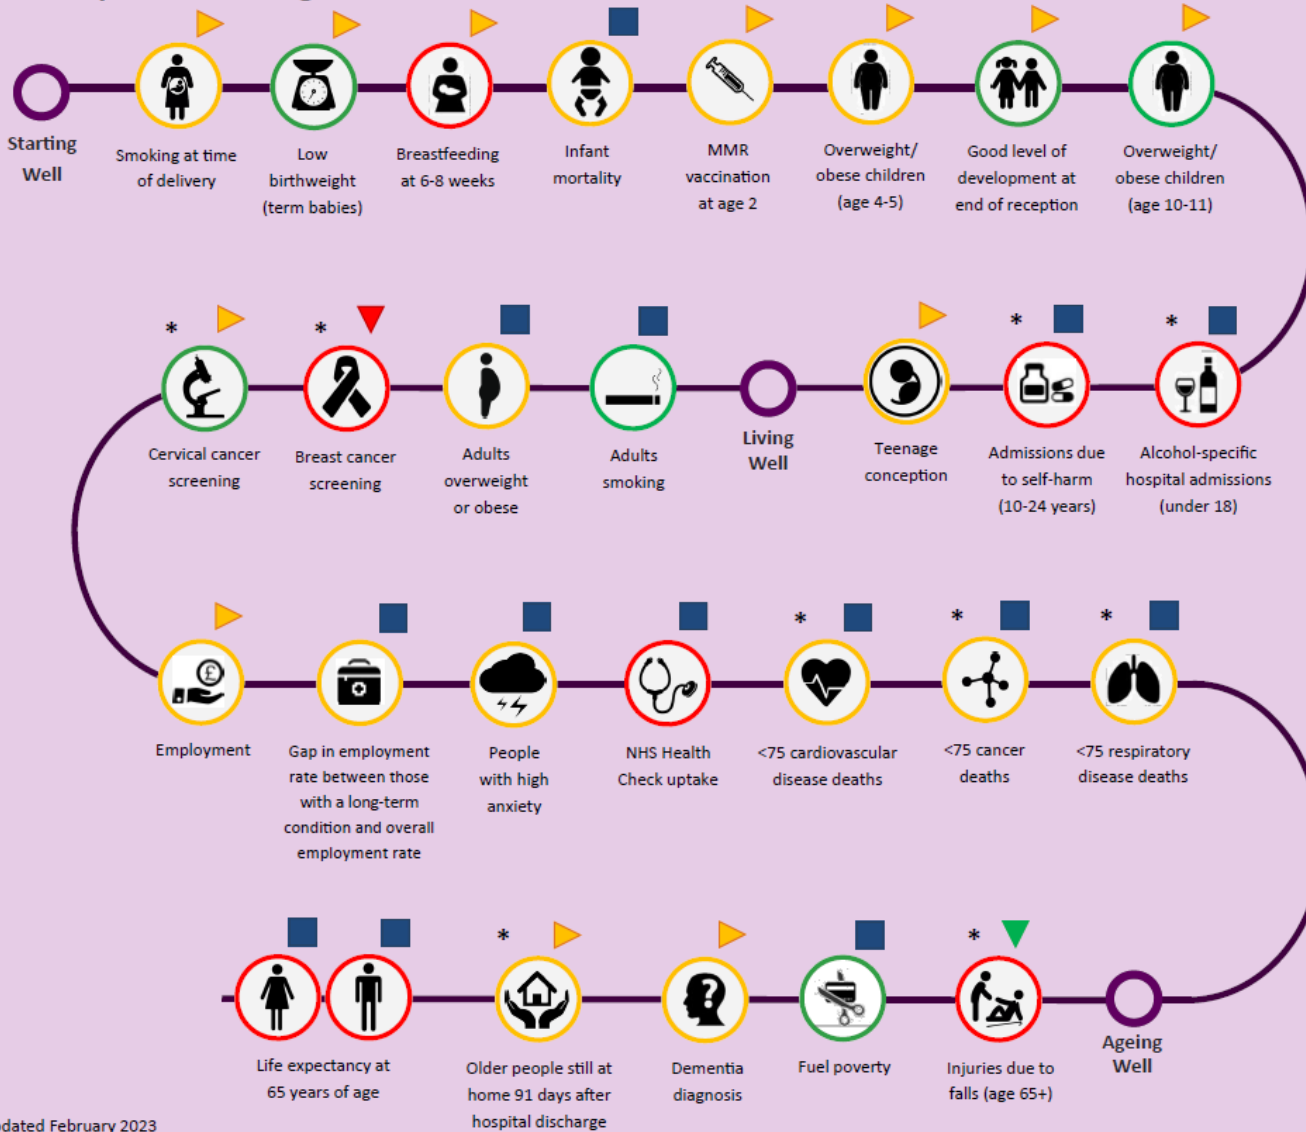 Starting
Well
Smoking at time
of delivery
Low
birthweight
(term babies)
Breastfeeding
at 6-8 weeks
Infant
mortality
MMR
vaccination
at age 2
Overweight/
obese children
(age 4-5)
Good level of
development at
end of reception
Overweight/
obese children
(age 10-11)
*
Cervical cancer
screening
*
Breast cancer
screening
Adults
overweight
or obese
Adults
smoking
Living
Well
Teenage
conception
*
Admissions due
to self-harm
(10-24 years)
*
Alcohol-specific
hospital admissions
(under 18)
£
Employment
Gap in employment
rate between those
with a long-term
condition and overall
employment rate
People
with high
anxiety
NHS Health
Check uptake
*
<75 cardiovascular
disease deaths
*
<75 cancer
deaths
*
<75 respiratory
disease deaths
Life expectancy at
65 years of age
*
Older people still at
home 91 days after
hospital discharge
?
Dementia
diagnosis
Fuel poverty
*
Injuries due to
falls (age 65+)
Ageing
Well
dated February 2023